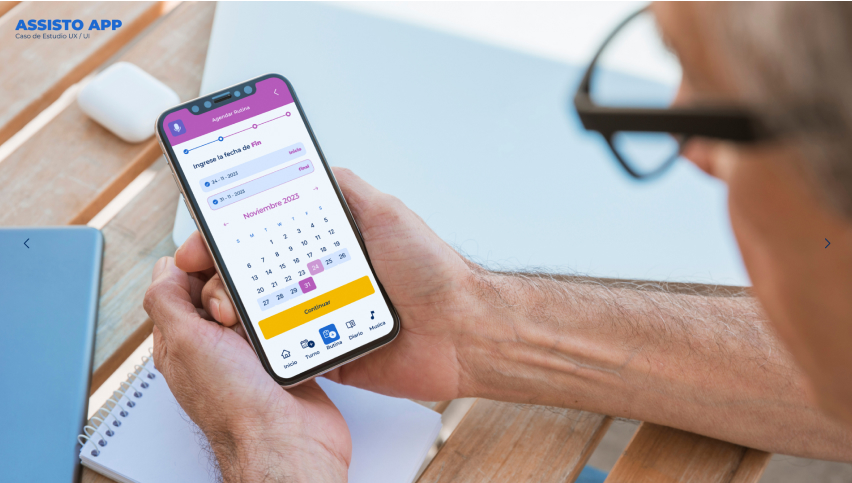 ASSISTO APP
Caso de Estudio UX / UI
Agendar Rutina
Ingrese la fecha de Fin
24 - 11 - 2023 Inicio
31 - 11 - 2023 Final
Noviembre 2023
S M T W T F S
1 2 3 4 5
6 7 8 9 10 11 12
13 14 15 16 17 18 19
20 21 22 23 24 25 26
27 28 29 31
Continuar
Inicio Turno Rutina Diario Musica